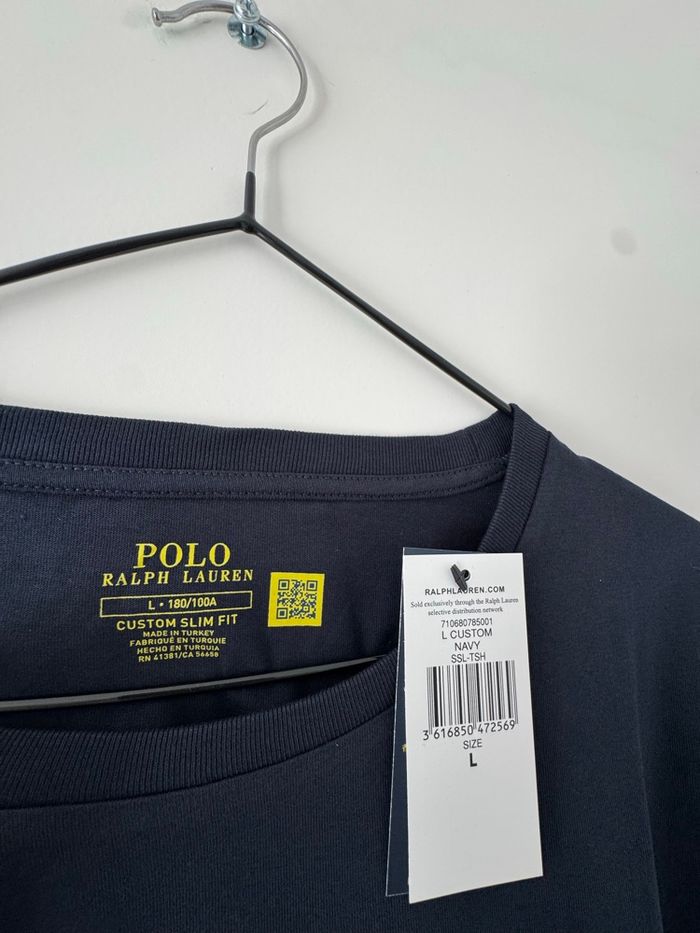 POLO
RALPH LAUREN
L • 180/100A
CUSTOM SLIM FIT
MADE IN TURKEY
FABRIQUÉ EN TURQUIE
HECHO EN TURQUIA
RN 41381/CA 56658
RALPHLAUREN.COM
Sold exclusively through the Ralph Lauren
selective distribution network
710680785001
L CUSTOM
NAVY
SSL-TSH
3 616850 472569
SIZE
L